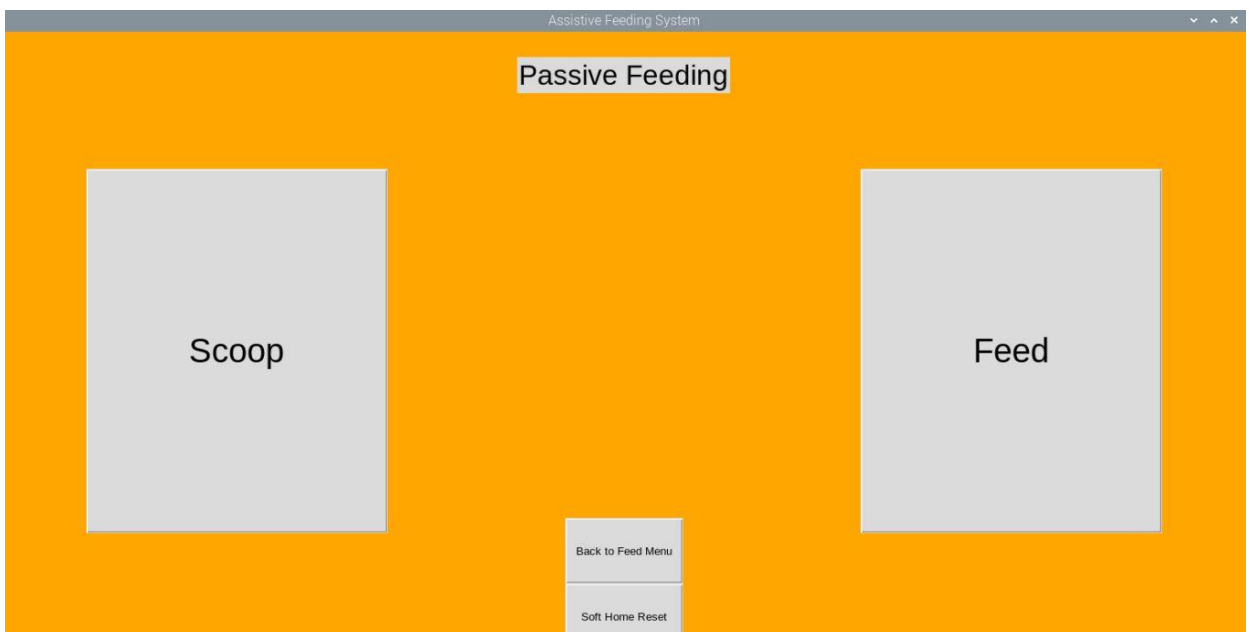 Assistive Feeding System
Passive Feeding
Scoop
Feed
Back to Feed Menu
Soft Home Reset